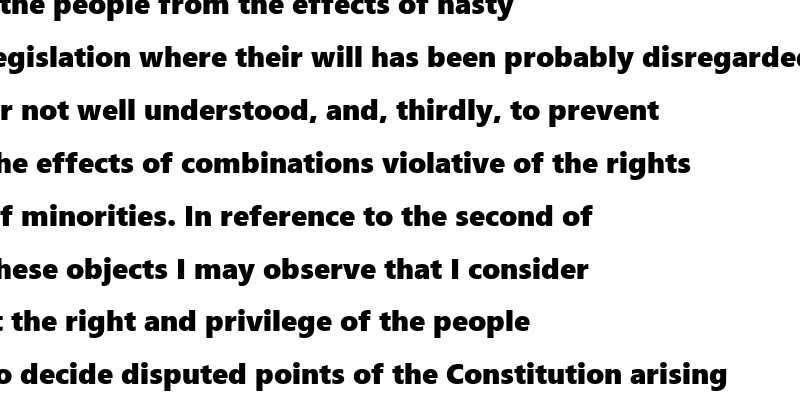 the people from the effects of hasty
egislation where their will has been probably disregarded
r not well understood, and, thirdly, to prevent
he effects of combinations violative of the rights
f minorities. In reference to the second of
hese objects I may observe that I consider
t the right and privilege of the people
o decide disputed points of the Constitution arising